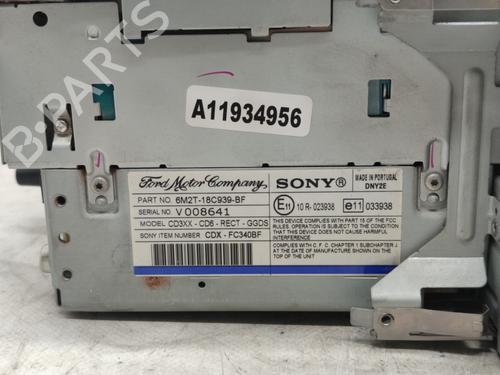 B-PARTS
A11934956
Ford Motor Company
SONY®
MADE IN PORTUGAL
DNY2E
PART NO. 6M2T-18C939-BF
SERIAL NO. V008641
MODEL CD3XX - CD6 - RECT - GGDS
SONY ITEM NUMBER CDX - FC340BF
E11 10 R- 023938 e11 033938
THIS DEVICE COMPLIES WITH PART 15 OF THE FCC
RULES. OPERATION IS SUBJECT TO THE CONDITION
THAT THIS DEVICE DOES NOT CAUSE HARMFUL
INTERFERENCE
COMPLIES WITH C. F. C. CHAPTER 1 SUBCHAPTER J
AT THE DATE OF MANUFACTURE SHOWN ON THE TOP
OF THE UNIT